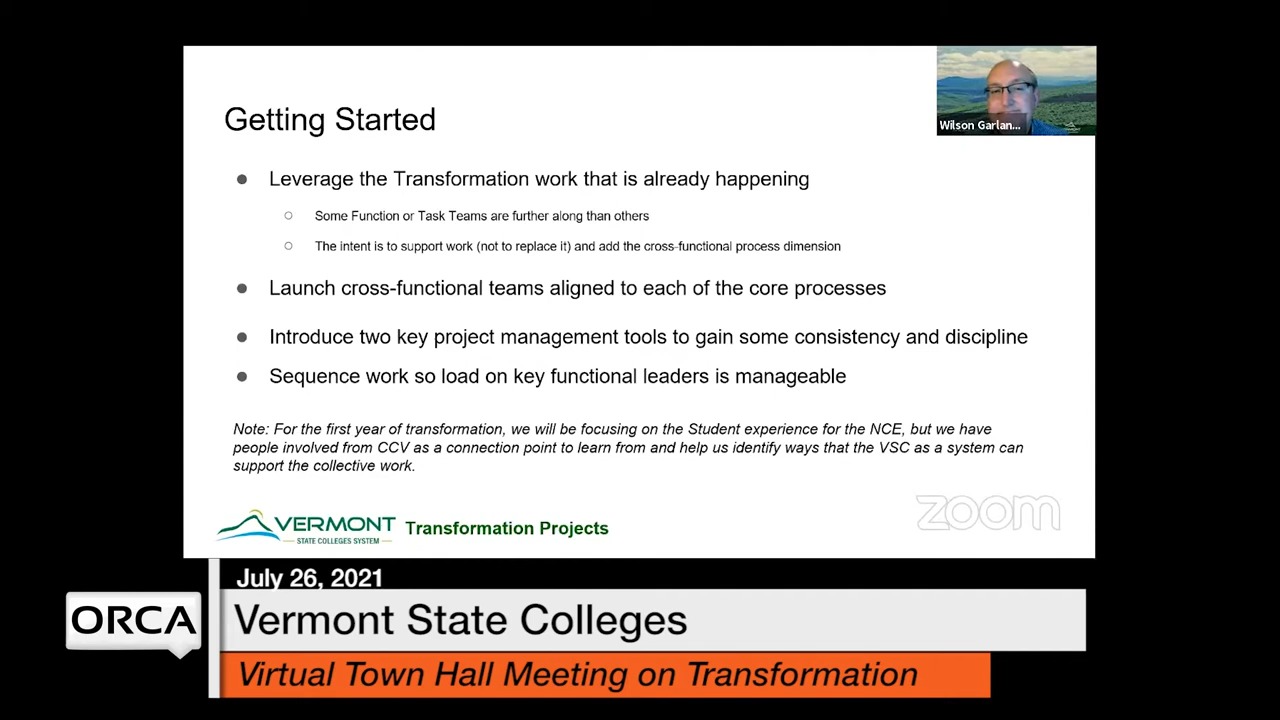 Getting Started
Wilson Garlan...
● Leverage the Transformation work that is already happening
○ Some Function or Task Teams are further along than others
○ The intent is to support work (not to replace it) and add the cross-functional process dimension
● Launch cross-functional teams aligned to each of the core processes
● Introduce two key project management tools to gain some consistency and discipline
● Sequence work so load on key functional leaders is manageable
Note: For the first year of transformation, we will be focusing on the Student experience for the NCE, but we have
people involved from CCV as a connection point to learn from and help us identify ways that the VSC as a system can
support the collective work.
VERMONT
STATE COLLEGES SYSTEM
Transformation Projects
zoom
July 26, 2021
ORCA
Vermont State Colleges
Virtual Town Hall Meeting on Transformation